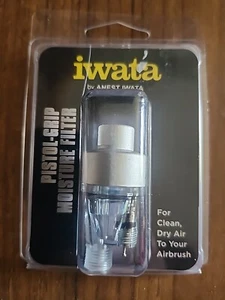 iwata
By ANEST IWATA
PISTOL-GRIP
MOISTURE FILTER
For
Clean,
Dry Air
To Your
Airbrush